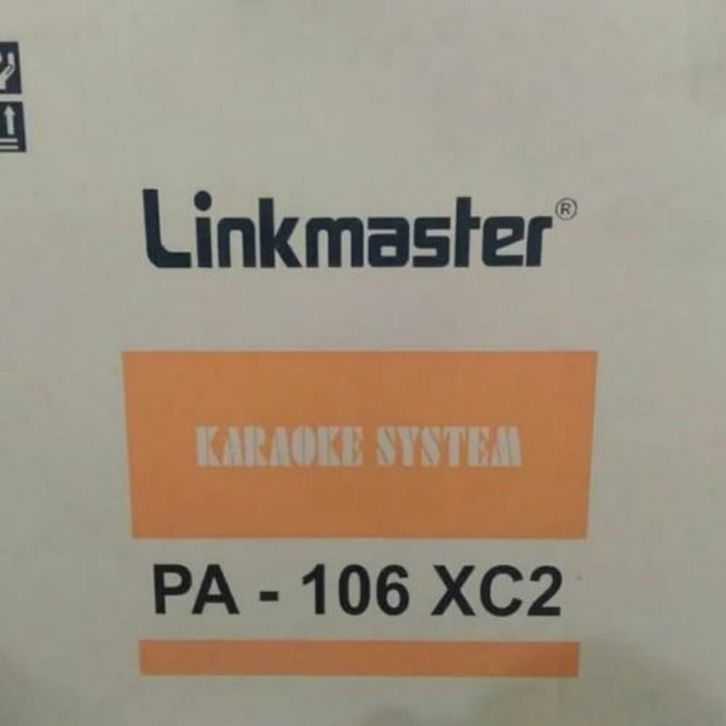 Linkmaster®
KARAOKE SYSTEM
PA - 106 XC2